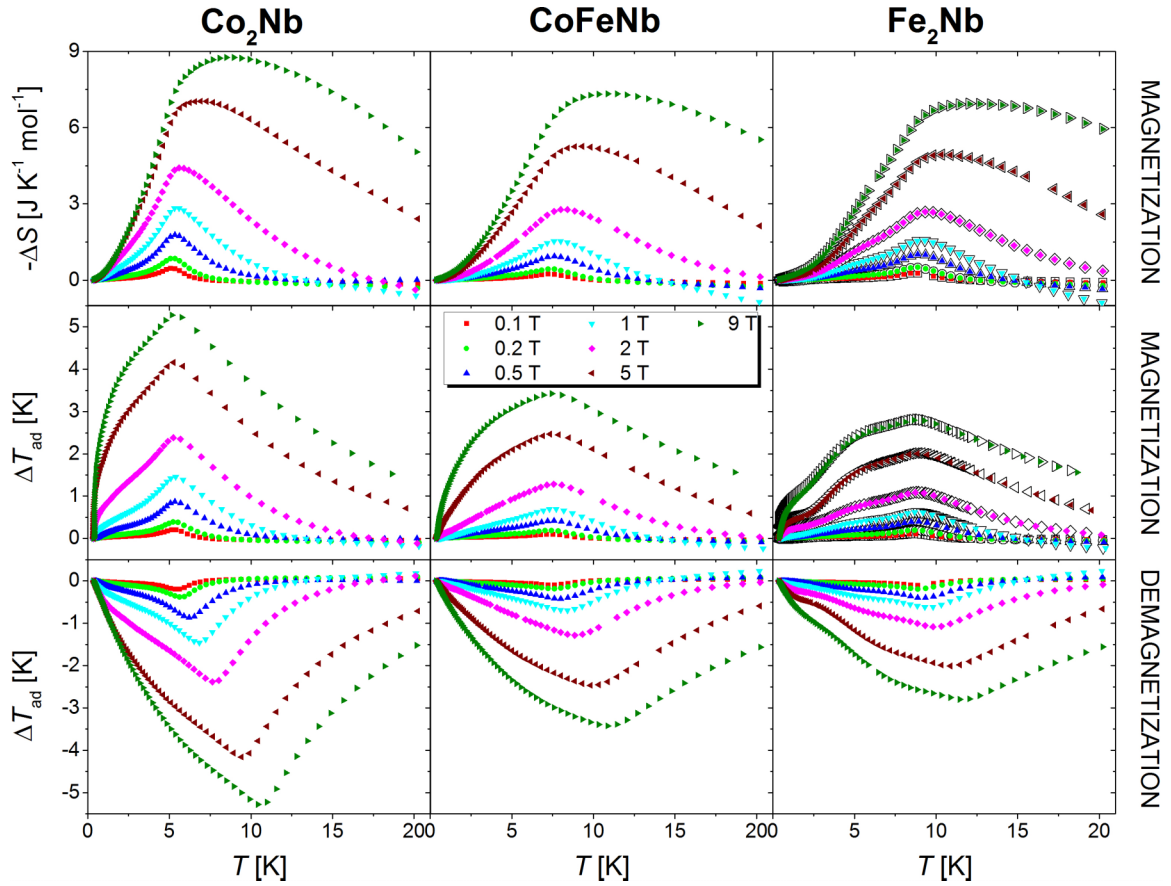 Co₂Nb CoFeNb Fe₂Nb
9
6
3
0
-ΔS [J K⁻¹ mol⁻¹]
MAGNETIZATION
5
4
3
2
1
0
ΔT_ad [K]
0.1 T 1 T 9 T
0.2 T 2 T
0.5 T 5 T
MAGNETIZATION
0
-1
-2
-3
-4
-5
ΔT_ad [K]
DEMAGNETIZATION
0 5 10 15 20 5 10 15 20 5 10 15 20
T [K] T [K] T [K]